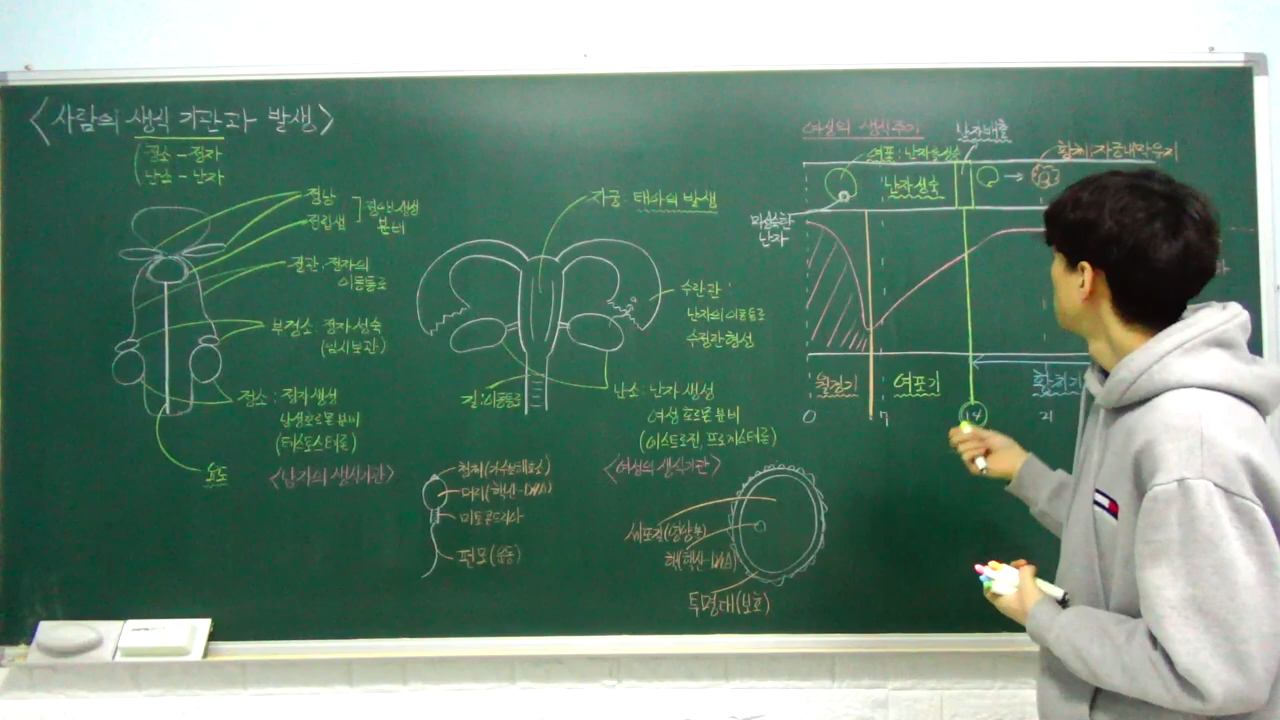 <사람의 생식 기관과 발생>
정소 - 정자
난소 - 난자
정낭
전립샘
정액 생성
분비
정관 : 정자의
이동통로
부정소 : 정자 성숙
(임시보관)
정소 : 정자 생성
남성호르몬 분비
(테스토스테론)
요도
<남자의 생식기관>
자궁 : 태아의 발생
수란관 :
난자의 이동통로
수정란 형성
질 : 이동통로
난소 : 난자 생성
여성 호르몬 분비
(에스트로진, 프로게스테론)
<여성의 생식기관>
첨체(가수분해효소)
머리(핵산-DNA)
미토콘드리아
편모(운동)
세포질(영양분)
핵(핵산-DNA)
투명대(보호)
여성의 생식주기
난자배출
여포 : 난자 성숙
황체:자궁내막유지
난자성숙
미성숙한
난자
월경기
여포기
황체기
0
7
14
21